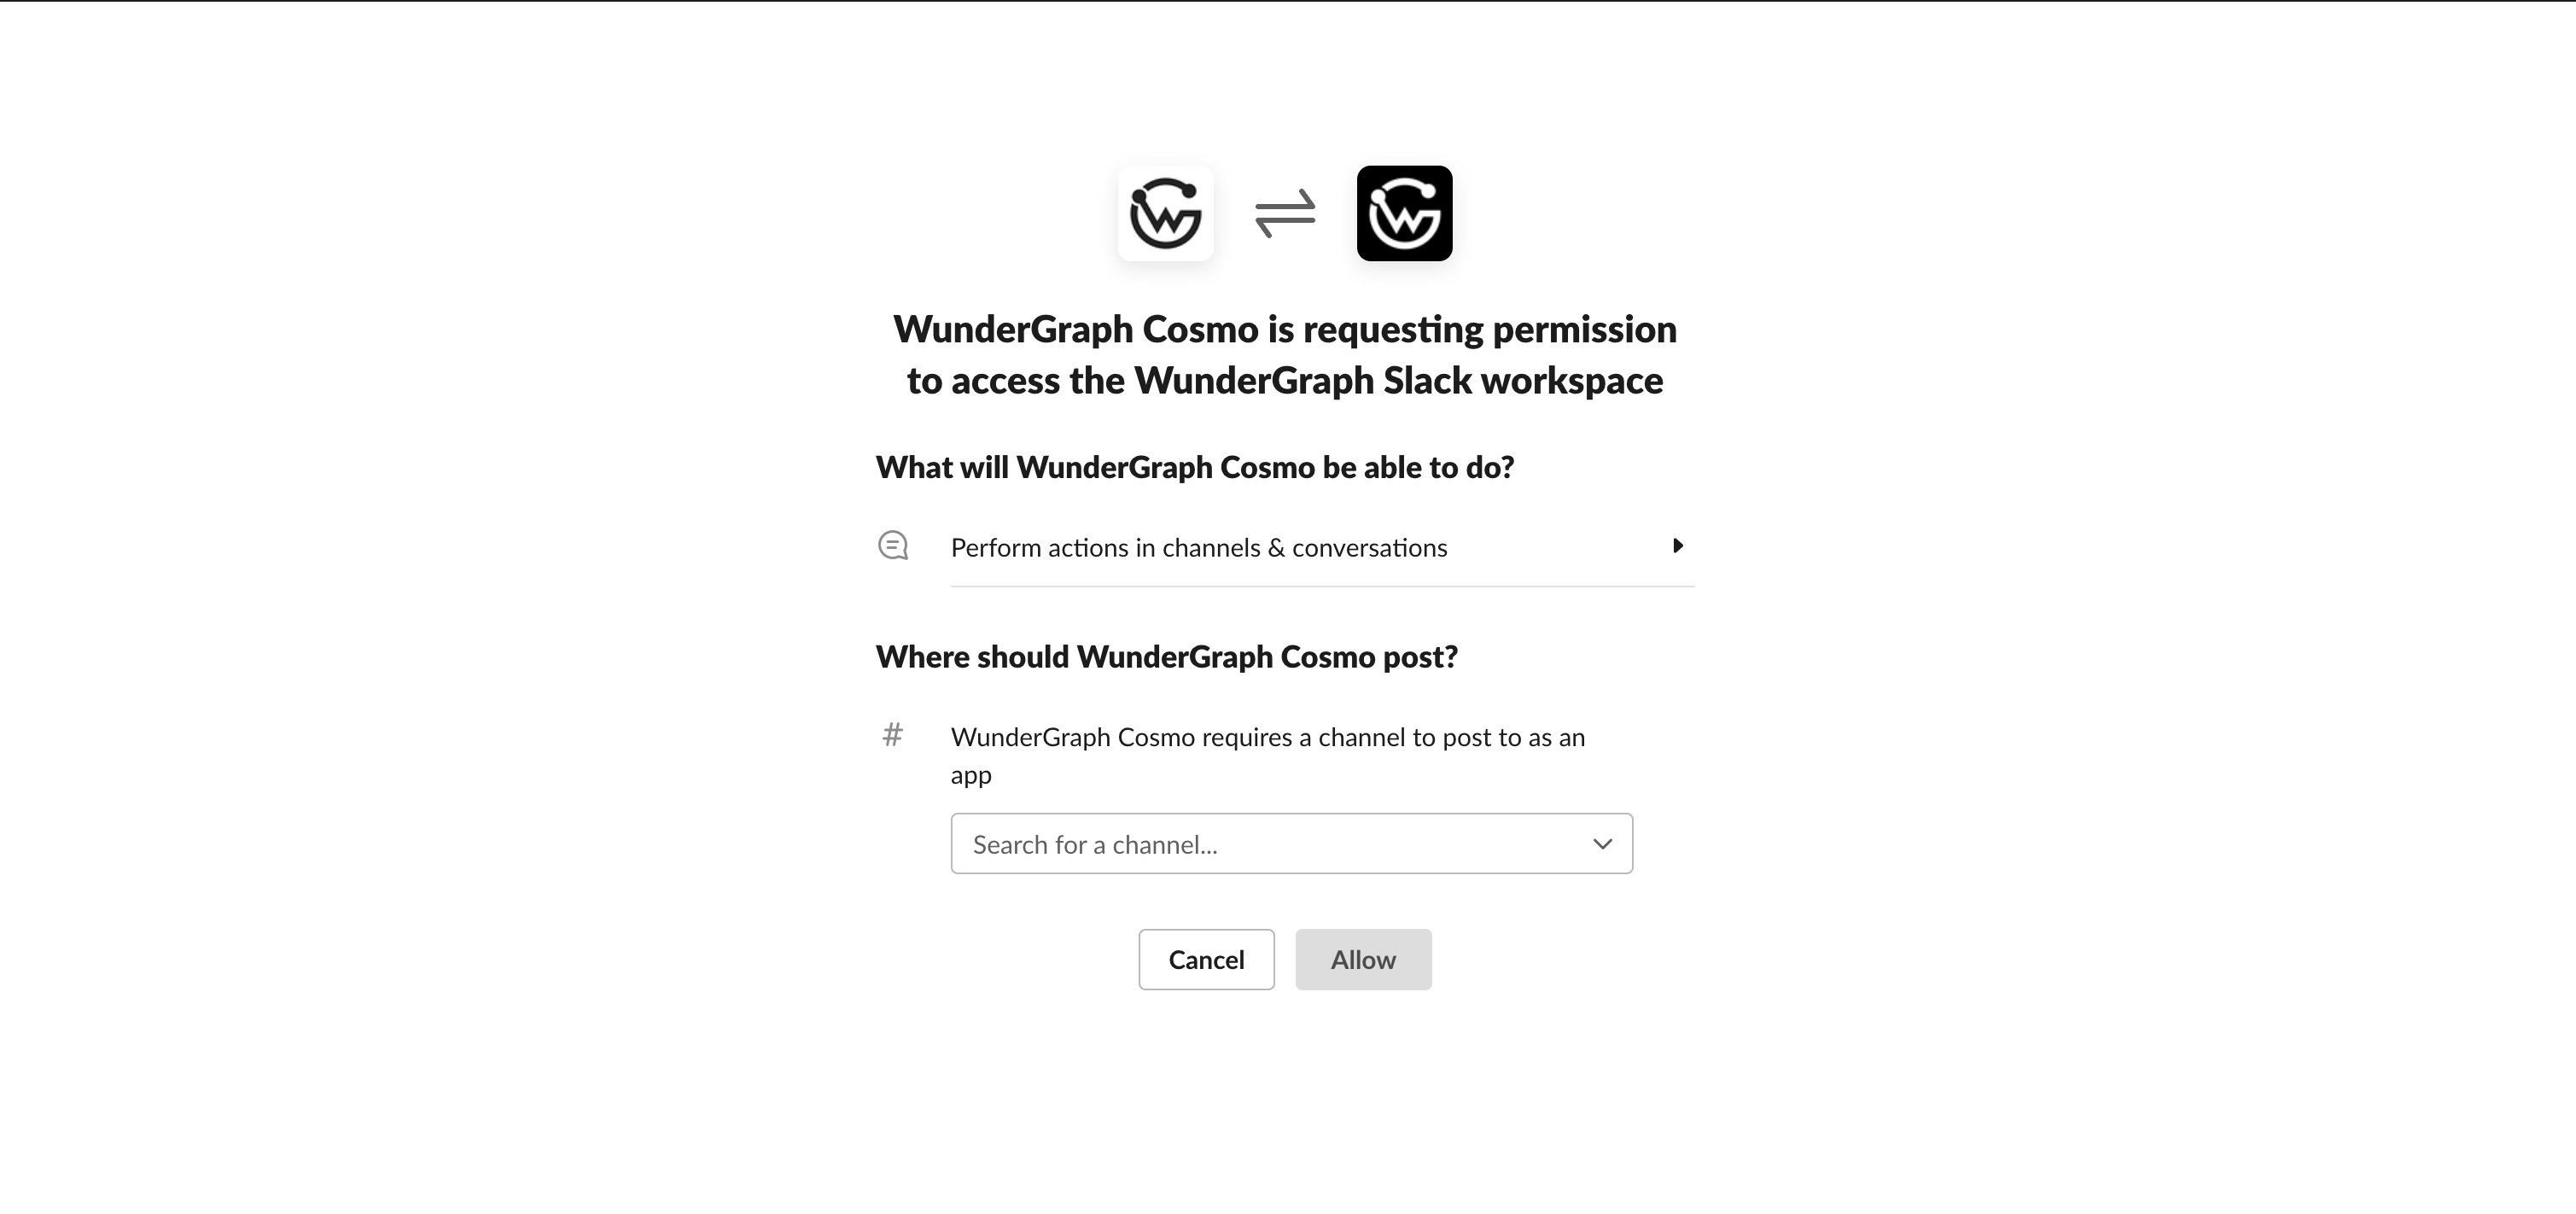 WunderGraph Cosmo is requesting permission
to access the WunderGraph Slack workspace
What will WunderGraph Cosmo be able to do?
Perform actions in channels & conversations
Where should WunderGraph Cosmo post?
# WunderGraph Cosmo requires a channel to post to as an
app
Search for a channel...
Cancel Allow